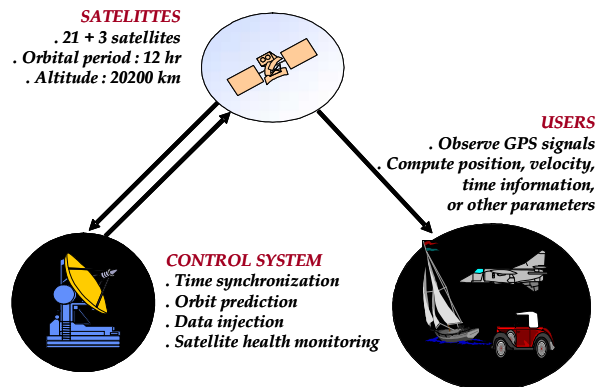 SATELITTES
. 21 + 3 satellites
. Orbital period : 12 hr
. Altitude : 20200 km
USERS
. Observe GPS signals
. Compute position, velocity,
time information,
or other parameters
CONTROL SYSTEM
. Time synchronization
. Orbit prediction
. Data injection
. Satellite health monitoring